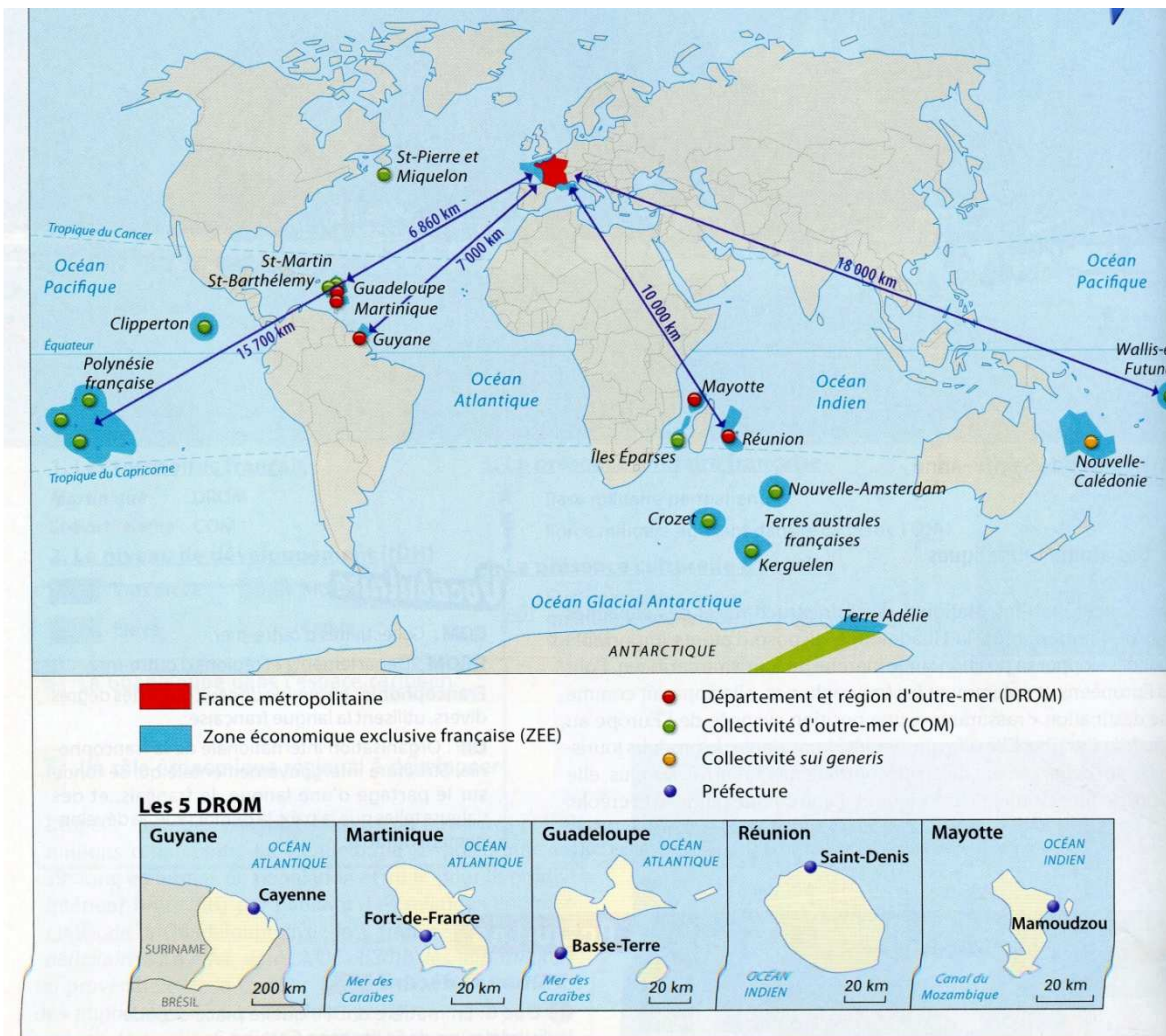 St-Pierre et
Miquelon
6 860 km
7 000 km
Tropique du Cancer
Océan
Pacifique
St-Martin
St-Barthélemy
Guadeloupe
Martinique
Guyane
Clipperton
15 700 km
10 000 km
18 000 km
Océan
Pacifique
Équateur
Polynésie
française
Océan
Atlantique
Mayotte
Océan
Indien
Wallis-e
Futun
Réunion
Îles Éparses
Tropique du Capricorne
Nouvelle-
Calédonie
Nouvelle-Amsterdam
Crozet
Terres australes
françaises
Kerguelen
Océan Glacial Antarctique
Terre Adélie
ANTARCTIQUE
France métropolitaine
Zone économique exclusive française (ZEE)
Département et région d'outre-mer (DROM)
Collectivité d'outre-mer (COM)
Collectivité sui generis
Préfecture
Les 5 DROM
Guyane
OCÉAN
ATLANTIQUE
Cayenne
SURINAME
BRÉSIL
200 km
Martinique
OCÉAN
ATLANTIQUE
Fort-de-France
Mer des
Caraïbes
20 km
Guadeloupe
OCÉAN
ATLANTIQUE
Basse-Terre
Mer des
Caraïbes
20 km
Réunion
Saint-Denis
OCÉAN
INDIEN
20 km
Mayotte
OCÉAN
INDIEN
Mamoudzou
Canal du
Mozambique
20 km